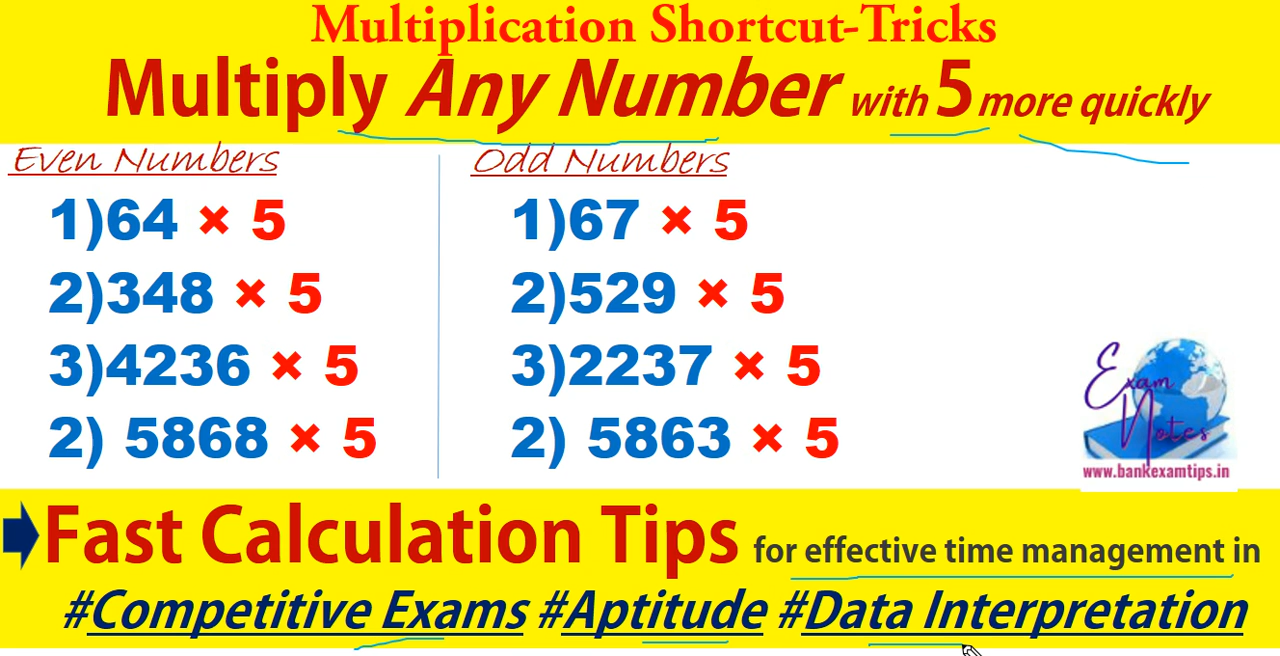 Multiplication Shortcut-Tricks
Multiply Any Number with 5 more quickly
Even Numbers
1)64 × 5
2)348 × 5
3)4236 × 5
2) 5868 × 5
Odd Numbers
1)67 × 5
2)529 × 5
3)2237 × 5
2) 5863 × 5
Exam
Notes
www.bankexamtips.in
Fast Calculation Tips for effective time management in
#Competitive Exams #Aptitude #Data Interpretation